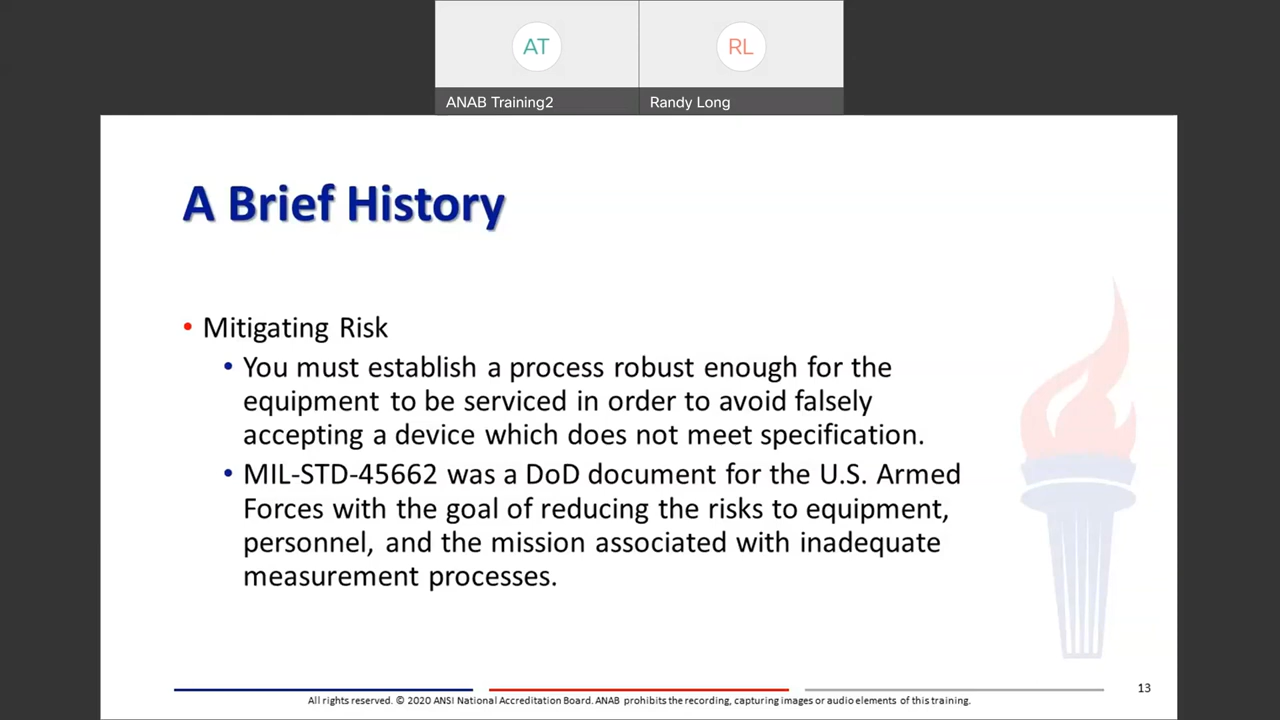 AT
RL
ANAB Training2
Randy Long
A Brief History
• Mitigating Risk
• You must establish a process robust enough for the
equipment to be serviced in order to avoid falsely
accepting a device which does not meet specification.
• MIL-STD-45662 was a DoD document for the U.S. Armed
Forces with the goal of reducing the risks to equipment,
personnel, and the mission associated with inadequate
measurement processes.
13
All rights reserved. © 2020 ANSI National Accreditation Board. ANAB prohibits the recording, capturing images or audio elements of this training.